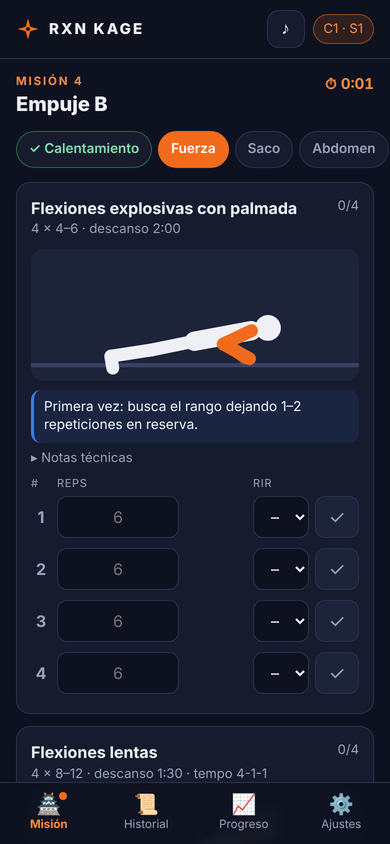 RXN KAGE
C1 · S1
MISIÓN 4
⏱ 0:01
Empuje B
✓ Calentamiento
Fuerza
Saco
Abdomen
Flexiones explosivas con palmada
0/4
4 × 4–6 · descanso 2:00
Primera vez: busca el rango dejando 1–2
repeticiones en reserva.
▸ Notas técnicas
# REPS RIR
1 6 – ✓
2 6 – ✓
3 6 – ✓
4 6 – ✓
Flexiones lentas
0/4
4 × 8–12 · descanso 1:30 · tempo 4-1-1
Misión
Historial
Progreso
Ajustes